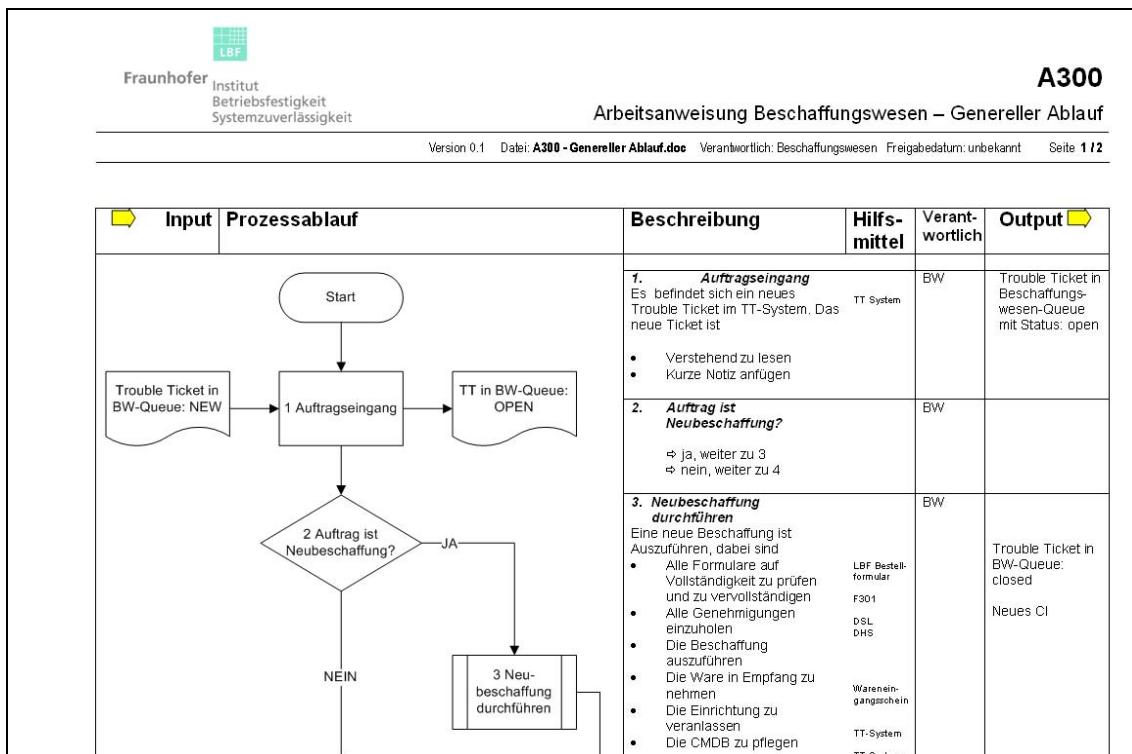 LBF
Fraunhofer Institut
Betriebsfestigkeit
Systemzuverlässigkeit
A300
Arbeitsanweisung Beschaffungswesen – Genereller Ablauf
Version 0.1 Datei: A300 - Genereller Ablauf.doc Verantwortlich: Beschaffungswesen Freigabedatum: unbekannt Seite 1 / 2
Input
Prozessablauf
Beschreibung
Hilfs-
mittel
Verant-
wortlich
Output
Start
Trouble Ticket in
BW-Queue: NEW
1 Auftragseingang
TT in BW-Queue:
OPEN
2 Auftrag ist
Neubeschaffung?
JA
NEIN
3 Neu-
beschaffung
durchführen
1. Auftragseingang
Es befindet sich ein neues
Trouble Ticket im TT-System. Das
neue Ticket ist
• Verstehend zu lesen
• Kurze Notiz anfügen
TT System
BW
Trouble Ticket in
Beschaffungs-
wesen-Queue
mit Status: open
2. Auftrag ist
Neubeschaffung?
⇨ ja, weiter zu 3
⇨ nein, weiter zu 4
BW
3. Neubeschaffung
durchführen
Eine neue Beschaffung ist
Auszuführen, dabei sind
• Alle Formulare auf
Vollständigkeit zu prüfen
und zu vervollständigen
• Alle Genehmigungen
einzuholen
• Die Beschaffung
auszuführen
• Die Ware in Empfang zu
nehmen
• Die Einrichtung zu
veranlassen
• Die CMDB zu pflegen
LBF Bestell-
formular
F301
DSL
DHS
Warenein-
gangsschein
TT-System
BW
Trouble Ticket in
BW-Queue:
closed
Neues CI